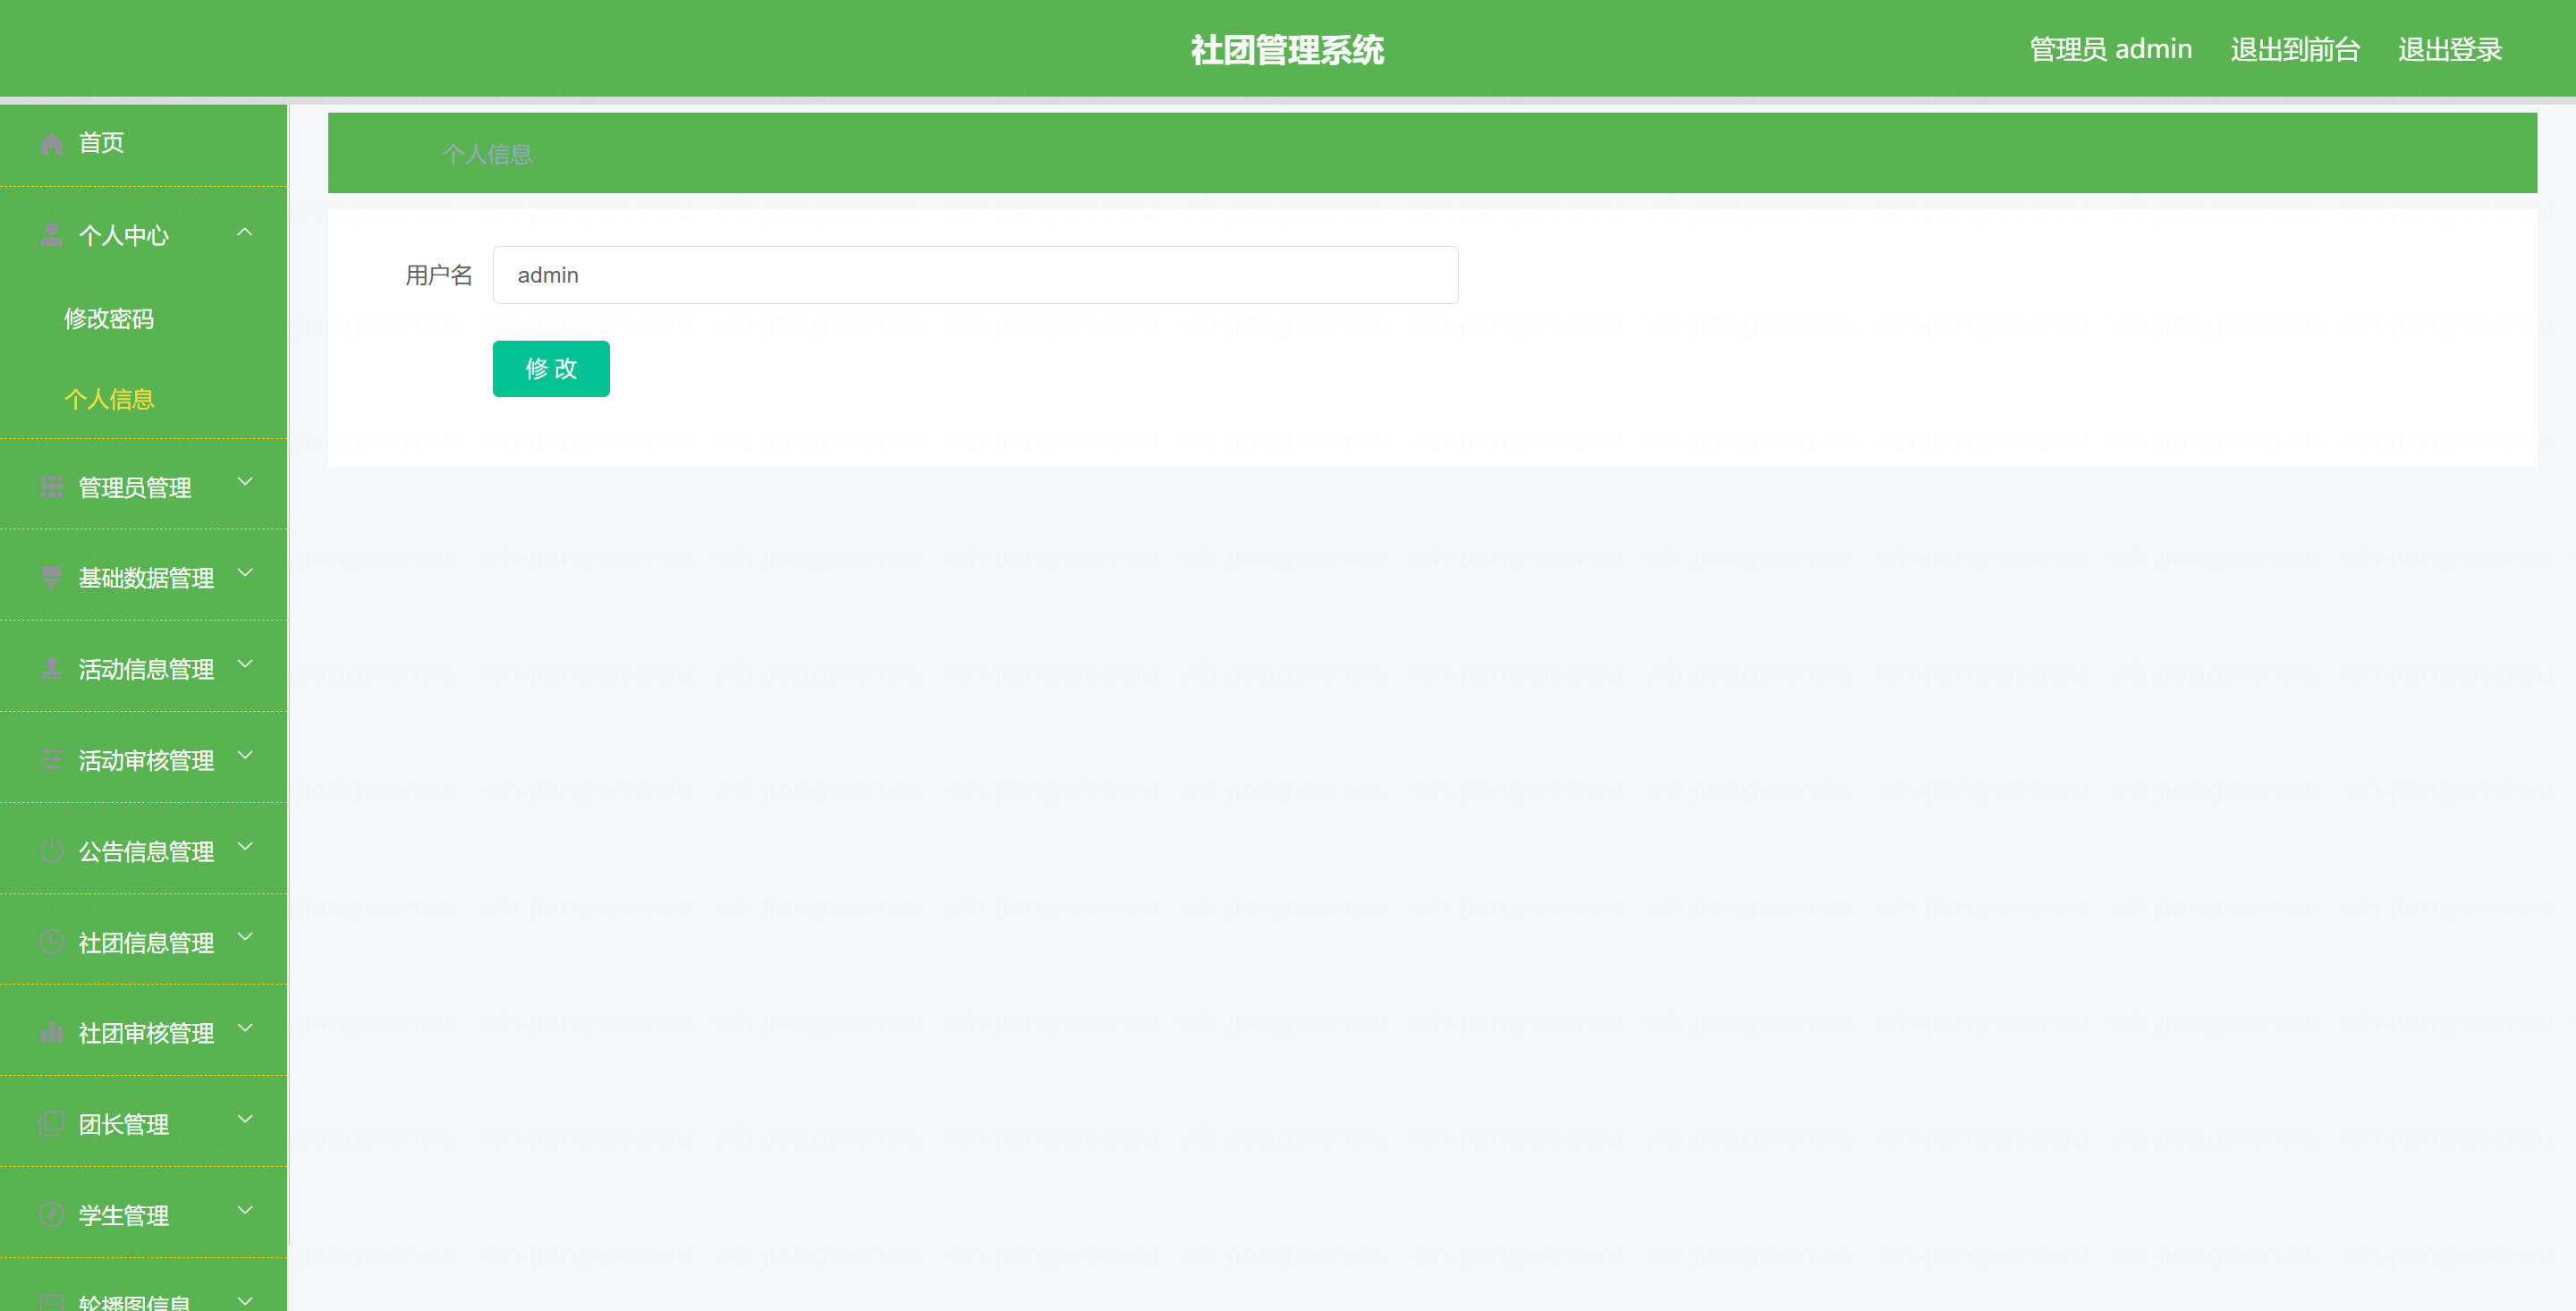 社团管理系统
管理员 admin 退出到前台 退出登录
首页
个人中心
修改密码
个人信息
管理员管理
基础数据管理
活动信息管理
活动审核管理
公告信息管理
社团信息管理
社团审核管理
团长管理
学生管理
轮播图信息
个人信息
用户名 admin
修 改